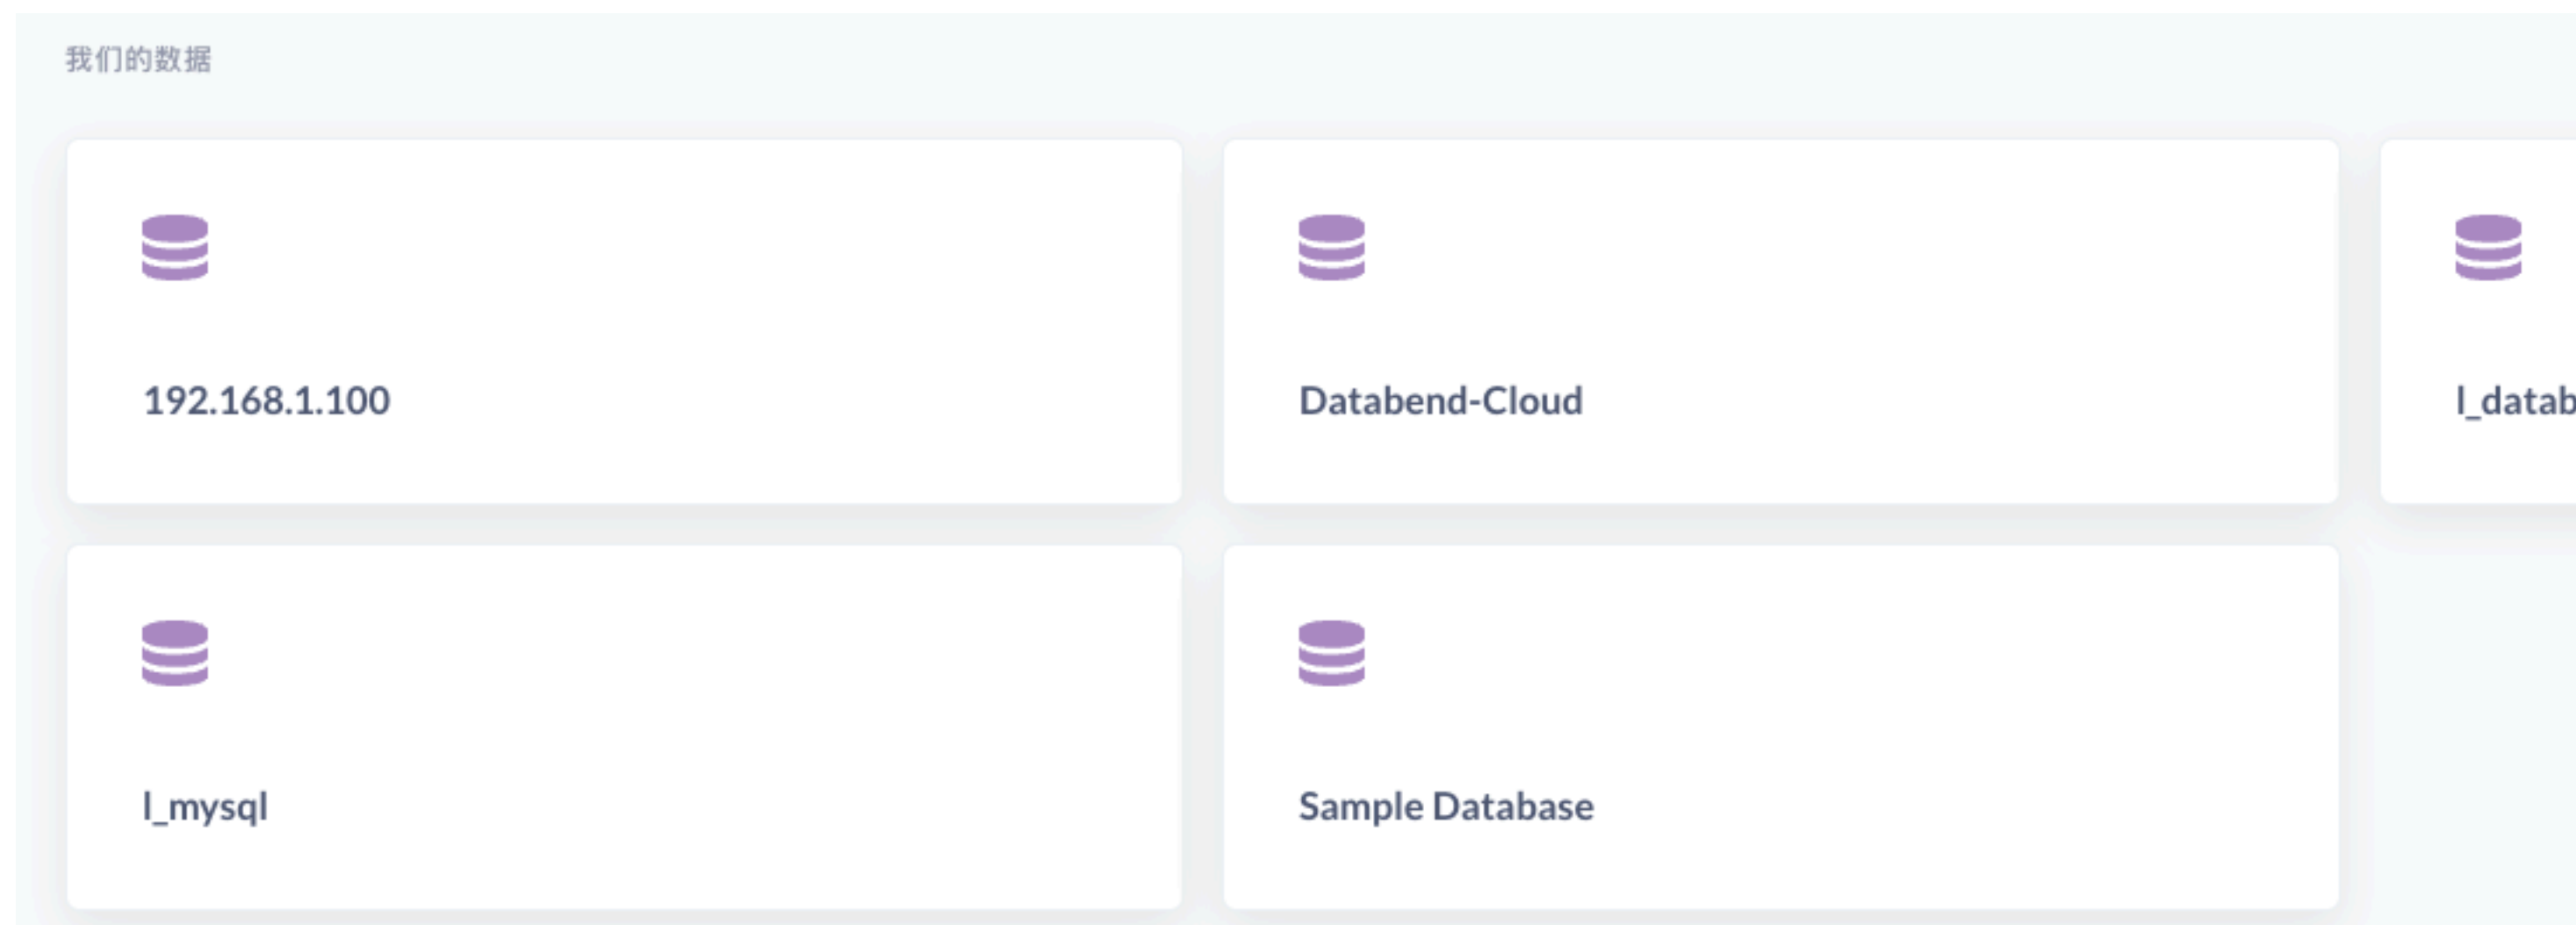 我们的数据
192.168.1.100
Databend-Cloud
l_datab
l_mysql
Sample Database